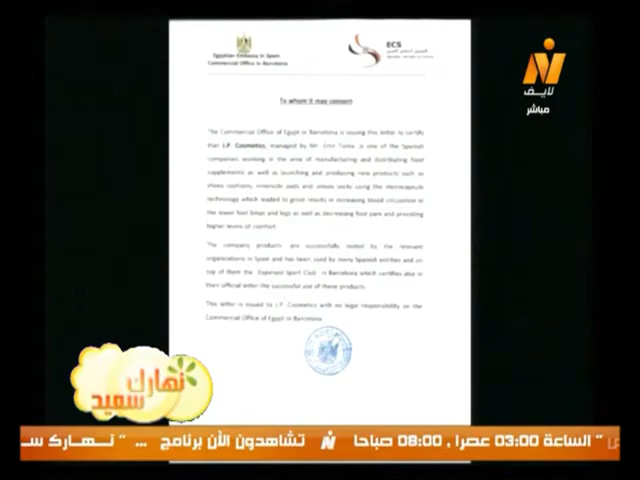 Egyptian Embassy in Spain
Commercial Office in Barcelona
ECS
لايف
مباشر
To whom it may concern
The Commercial Office of Egypt in Barcelona is issuing this letter to certify
that J.P Cosmetics, managed by Mr. Toms is one of the Spanish
companies working in the area of manufacturing and distributing food
supplements as well as launching and producing new products such as
shoes cushions, innersole pads and unisex socks using the microcapsule
technology which leaded to great results in increasing blood circulation in
the lower foot limps and legs as well as decreasing foot pain and providing
higher levels of comfort
The company products are successfully tested by the relevant
organizations in Spain and has been used by many Spanish entities and on
top of them the Espanyol Sport Club in Barcelona which certifies also in
their official letter the successful use of these products.
This letter is issued to J.P. Cosmetics with no legal responsibility on the
Commercial Office of Egypt in Barcelona.
نهارك
سعيد
" الساعة 03:00 عصرا , 08:00 صباحا تشاهدون الآن برنامج ... " نـــهـــارك ســـ